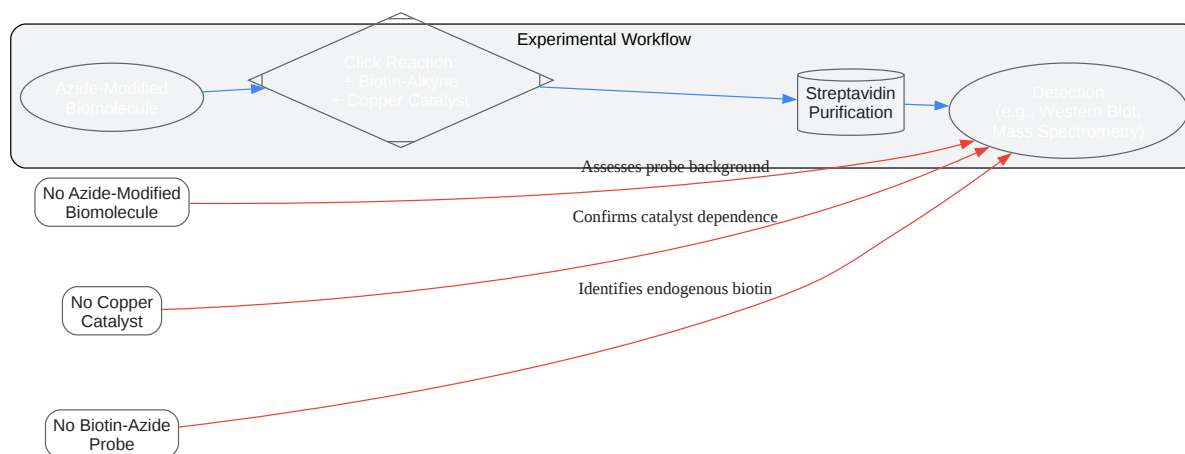 Experimental Workflow
Azide-Modified
Biomolecule
Click Reaction:
+ Biotin-Alkyne
+ Copper Catalyst
Streptavidin
Purification
Detection
(e.g., Western Blot,
Mass Spectrometry)
Assesses probe background
No Azide-Modified
Biomolecule
Confirms catalyst dependence
No Copper
Catalyst
Identifies endogenous biotin
No Biotin-Azide
Probe